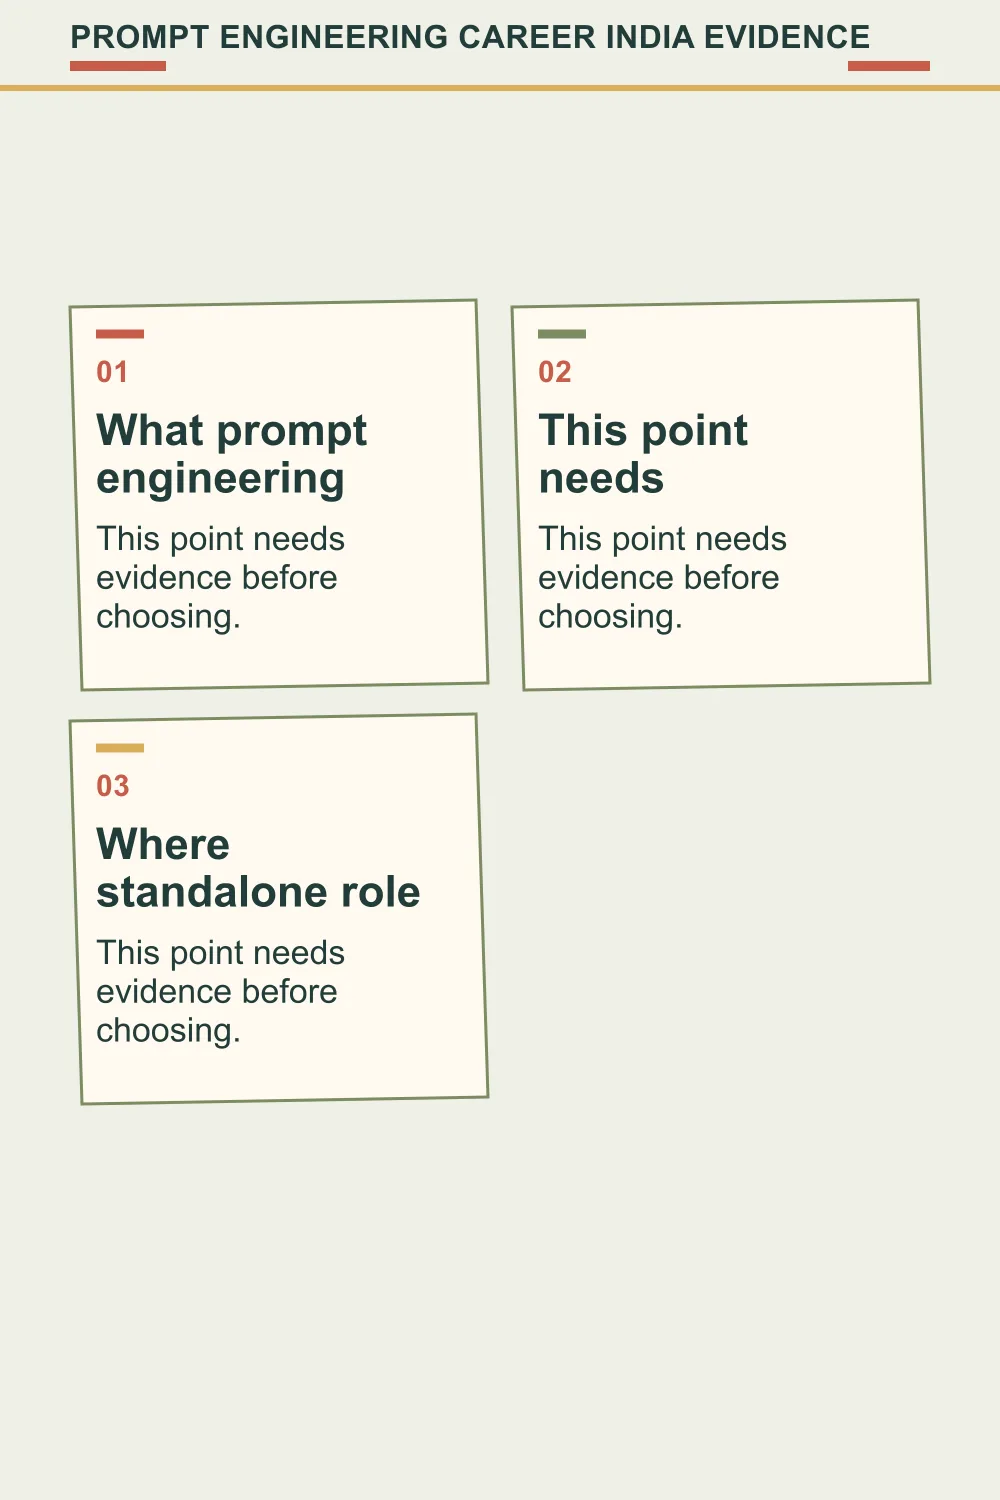 PROMPT ENGINEERING CAREER INDIA EVIDENCE
01
What prompt
engineering
This point needs
evidence before
choosing.
02
This point
needs
This point needs
evidence before
choosing.
03
Where
standalone role
This point needs
evidence before
choosing.